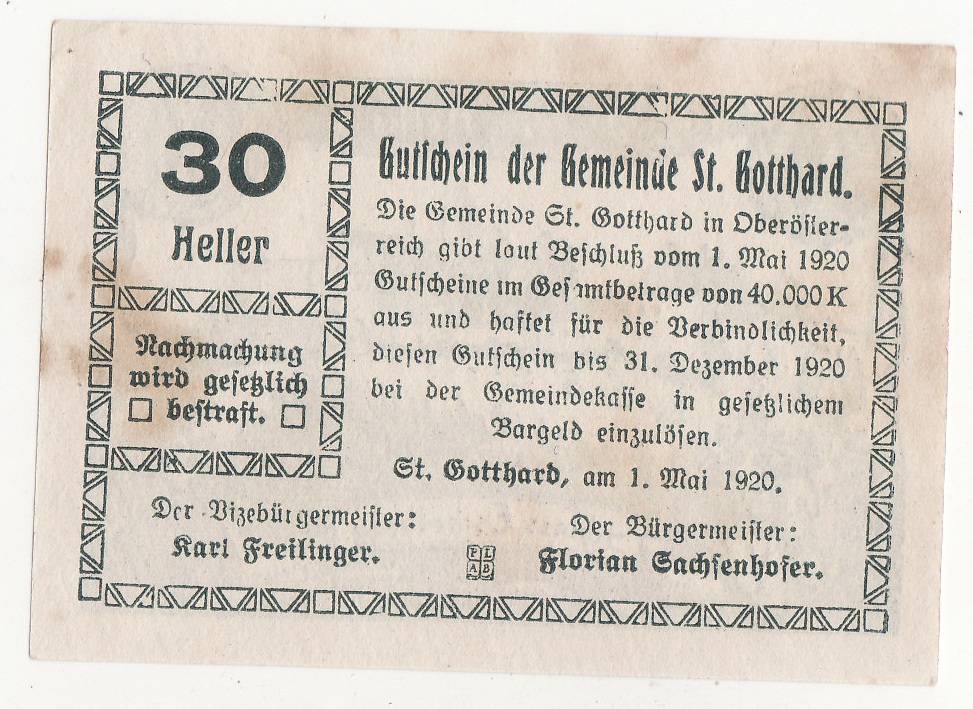 30
Heller
Nachmachung
wird gesetzlich
bestraft.
Gutschein der Gemeinde St. Gotthard.
Die Gemeinde St. Gotthard in Oberöster-
reich gibt laut Beschluß vom 1. Mai 1920
Gutscheine im Gesamtbetrage von 40.000 K
aus und haftet für die Verbindlichkeit,
diesen Gutschein bis 31. Dezember 1920
bei der Gemeindekasse in gesetzlichem
Bargeld einzulösen.
St. Gotthard, am 1. Mai 1920.
Der Vizebürgermeister:
Karl Freilinger.
Der Bürgermeister:
Florian Sachsenhofer.
P L
A B